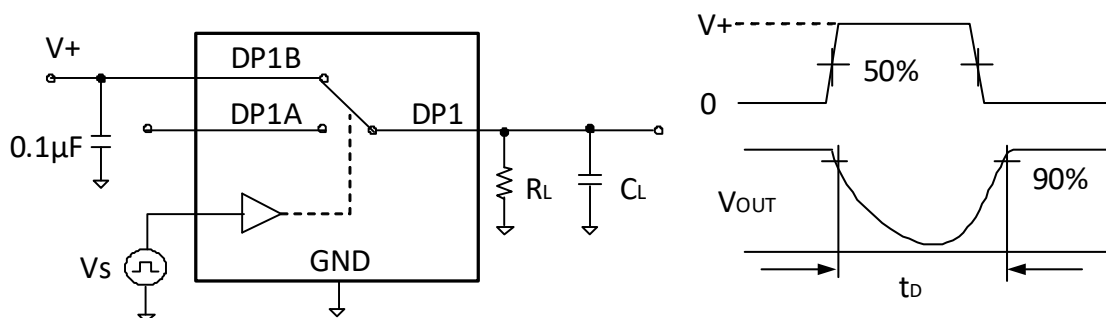 V+
DP1B
DP1A
DP1
0.1µF
RL
CL
Vs
GND
V+
50%
0
90%
VOUT
tD